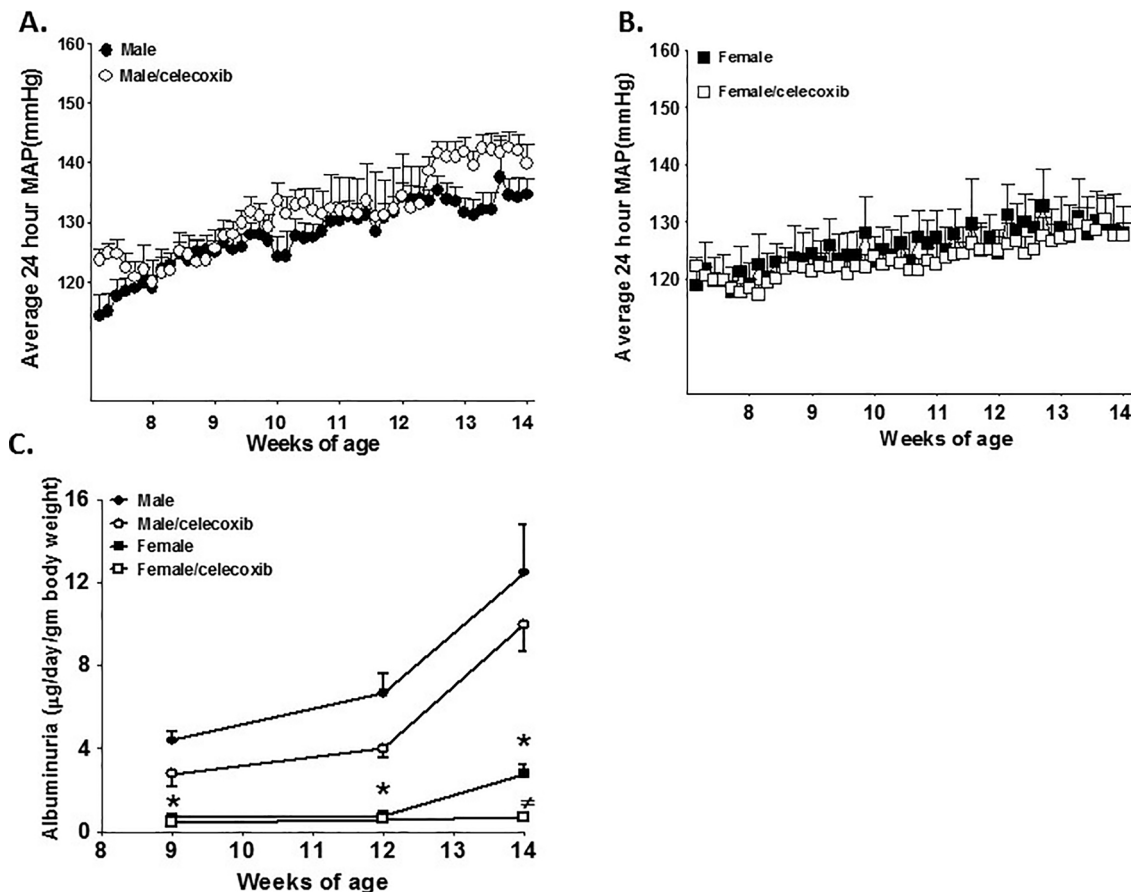 A.
160
150
140
130
120
Average 24 hour MAP(mmHg)
Male
Male/celecoxib
8 9 10 11 12 13 14
Weeks of age
B.
160
150
140
130
120
Average 24 hour MAP(mmHg)
Female
Female/celecoxib
8 9 10 11 12 13 14
Weeks of age
C.
16
12
8
4
0
Albuminuria (µg/day/gm body weight)
Male
Male/celecoxib
Female
Female/celecoxib
*
*
*
≠
8 9 10 11 12 13 14
Weeks of age